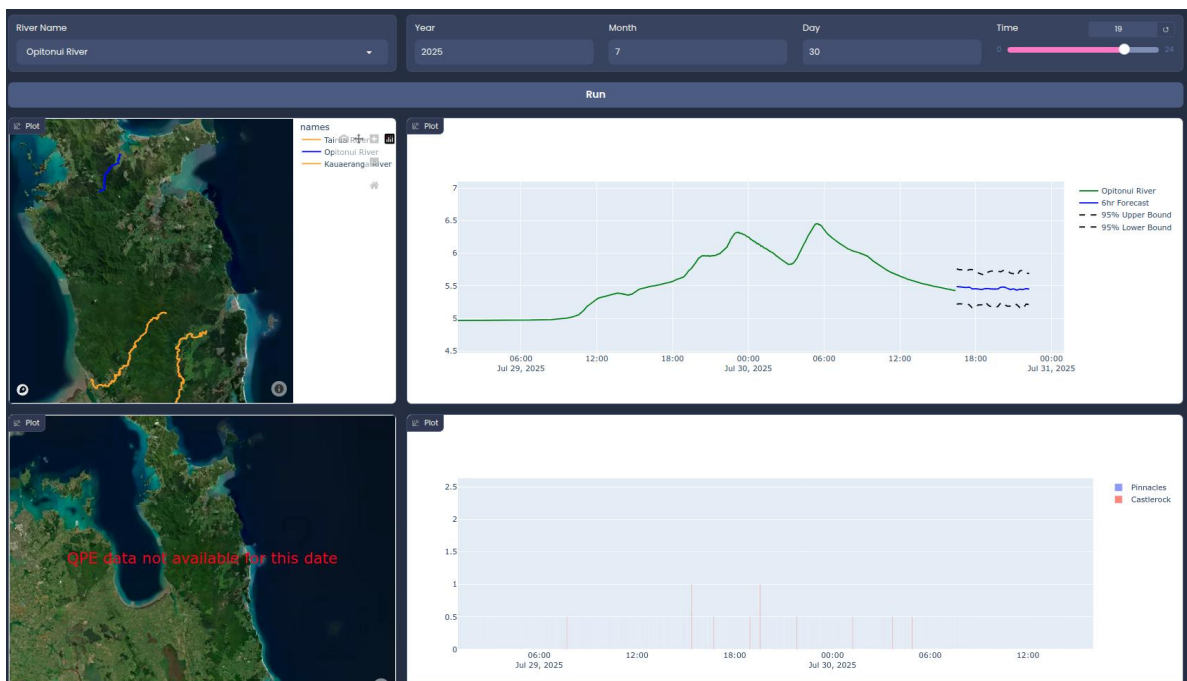 River Name
Opitonui River
Year
2025
Month
7
Day
30
Time
19
0
24
Run
Plot
names
Tairua River
Opitonui River
Kauaeranga River
Plot
7
6.5
6
5.5
5
4.5
06:00
Jul 29, 2025
12:00
18:00
00:00
Jul 30, 2025
06:00
12:00
18:00
00:00
Jul 31, 2025
Opitonui River
6hr Forecast
95% Upper Bound
95% Lower Bound
Plot
QPE data not available for this date
Plot
2.5
2
1.5
1
0.5
0
06:00
Jul 29, 2025
12:00
18:00
00:00
Jul 30, 2025
06:00
12:00
Pinnacles
Castlerock